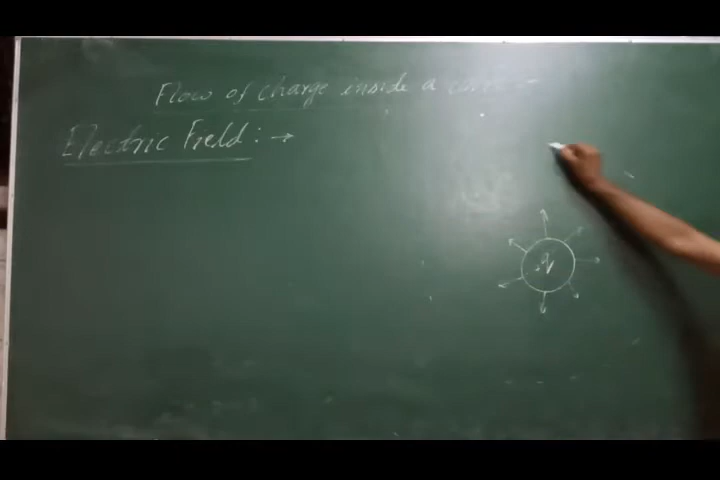 Flow of charge inside a
Electric Field : →
q